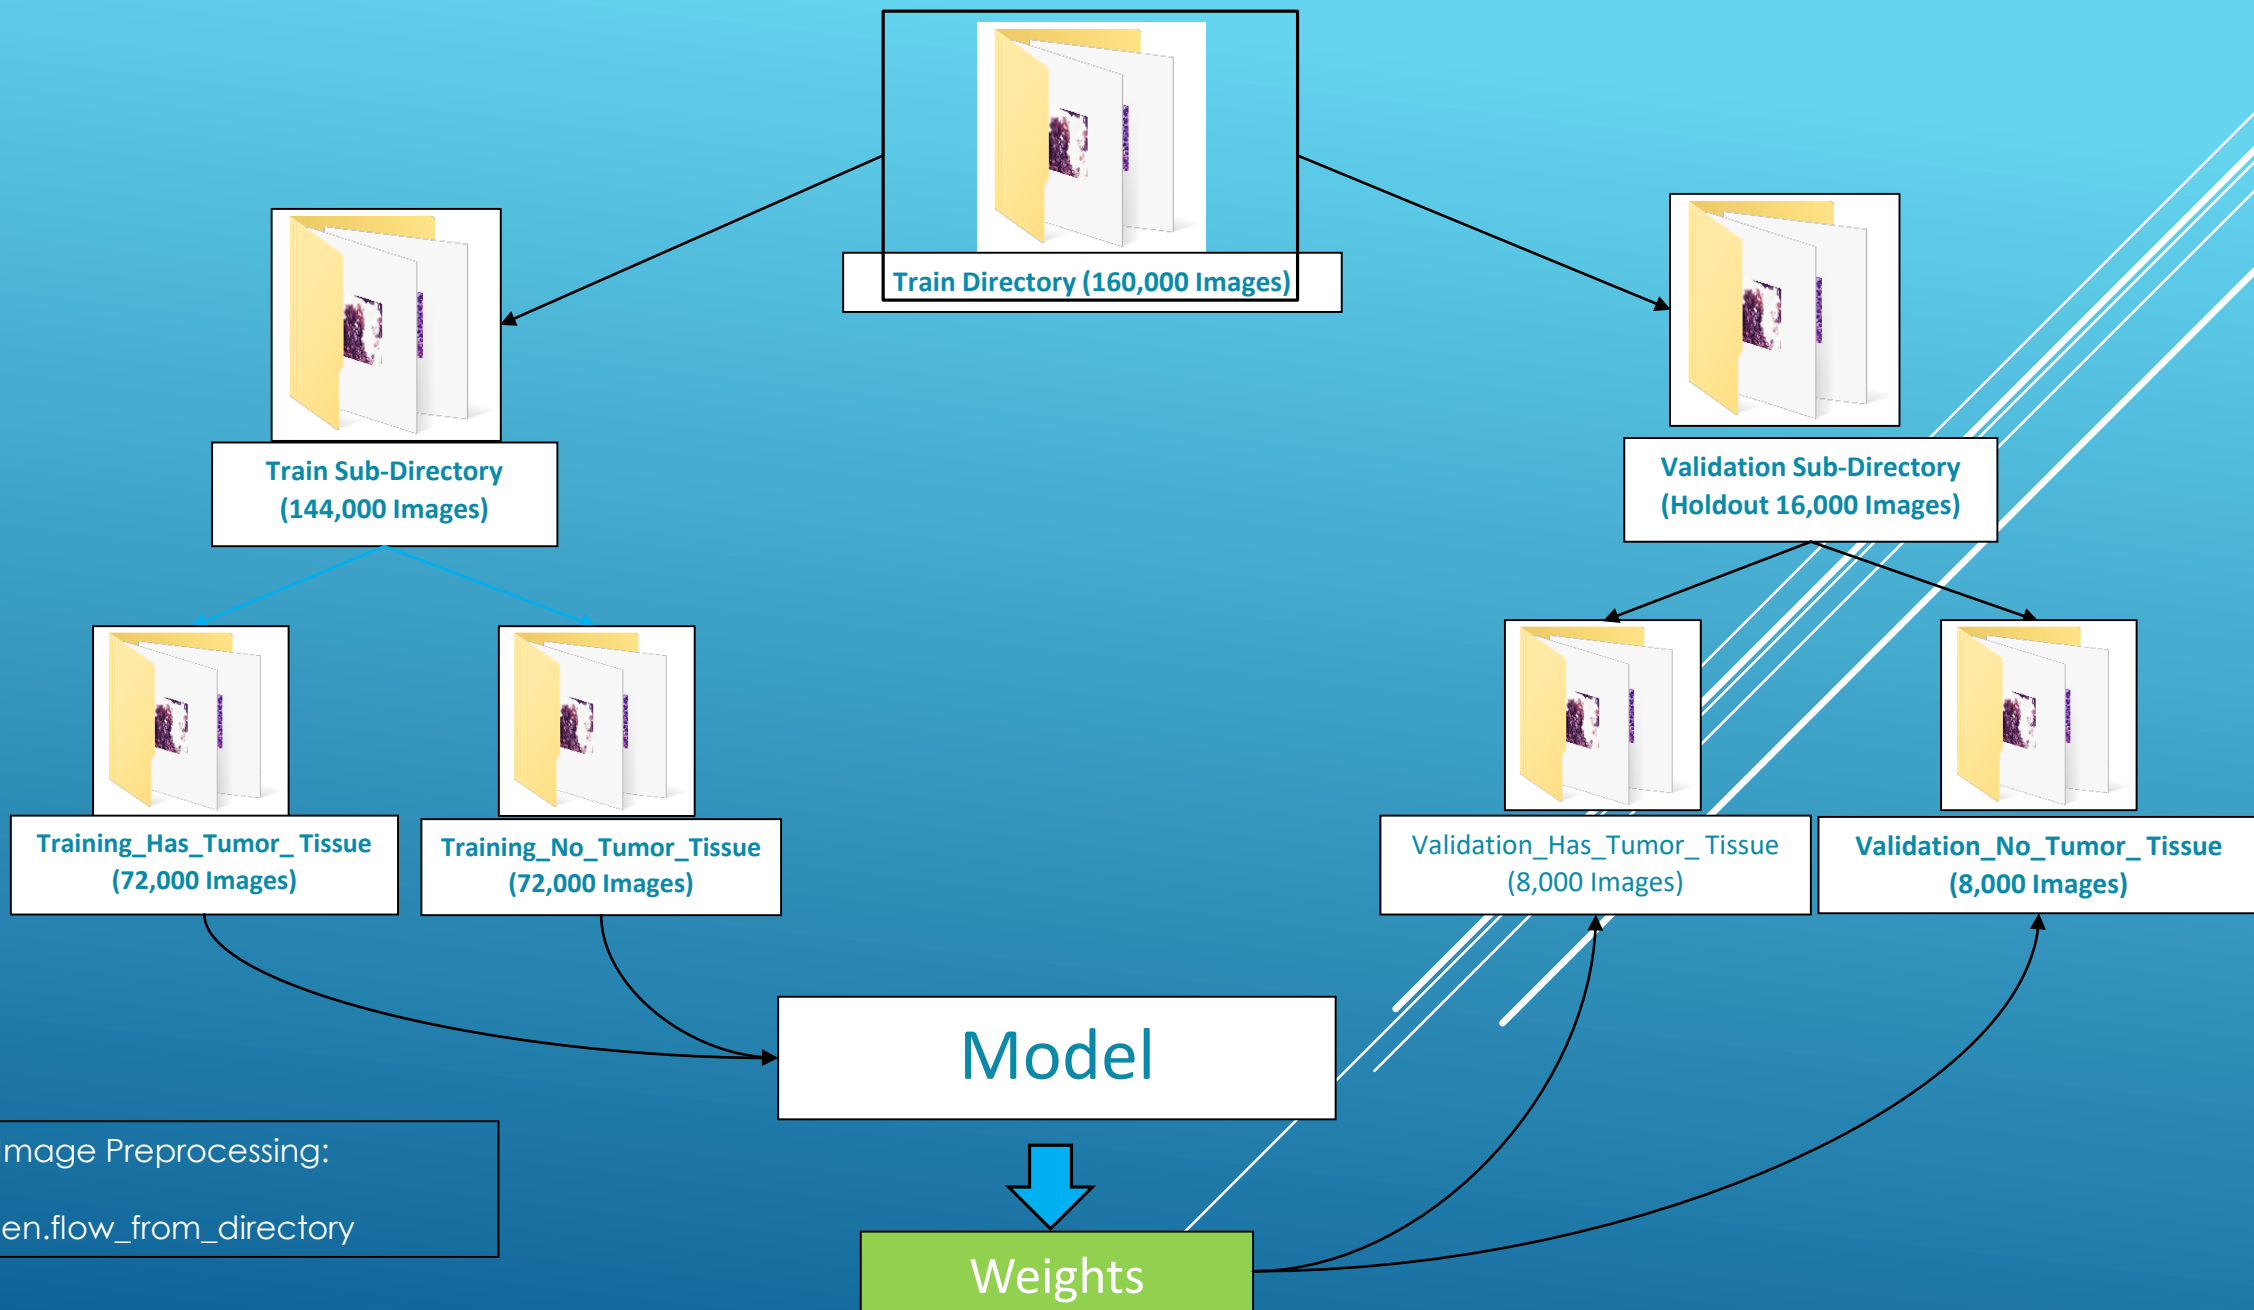 Train Directory (160,000 Images)
Train Sub-Directory
(144,000 Images)
Validation Sub-Directory
(Holdout 16,000 Images)
Training_Has_Tumor_ Tissue
(72,000 Images)
Training_No_Tumor_Tissue
(72,000 Images)
Validation_Has_Tumor_ Tissue
(8,000 Images)
Validation_No_Tumor_ Tissue
(8,000 Images)
Model
mage Preprocessing:
en.flow_from_directory
Weights